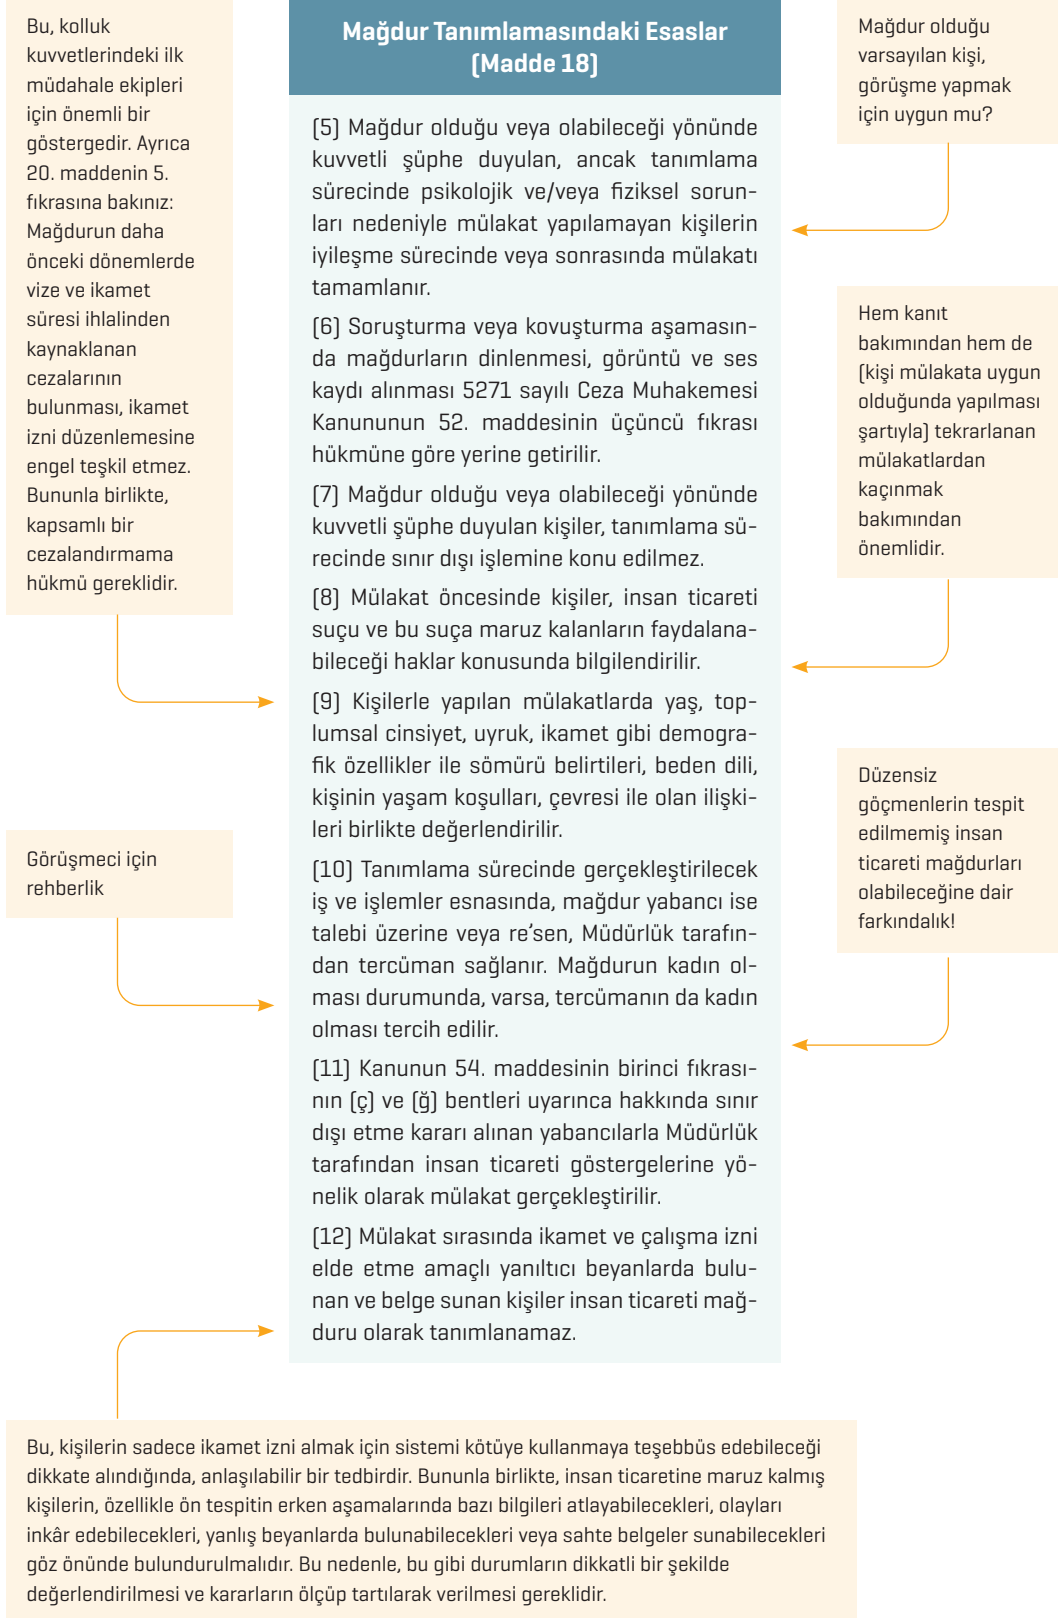 Bu, kolluk
kuvvetlerindeki ilk
müdahale ekipleri
için önemli bir
göstergedir. Ayrıca
20. maddenin 5.
fıkrasına bakınız:
Mağdurun daha
önceki dönemlerde
vize ve ikamet
süresi ihlalinden
kaynaklanan
cezalarının
bulunması, ikamet
izni düzenlemesine
engel teşkil etmez.
Bununla birlikte,
kapsamlı bir
cezalandırmama
hükmü gereklidir.
Görüşmeci için
rehberlik
Mağdur Tanımlamasındaki Esaslar
(Madde 18)
(5) Mağdur olduğu veya olabileceği yönünde
kuvvetli şüphe duyulan, ancak tanımlama
sürecinde psikolojik ve/veya fiziksel sorun-
ları nedeniyle mülakat yapılamayan kişilerin
iyileşme sürecinde veya sonrasında mülakatı
tamamlanır.
(6) Soruşturma veya kovuşturma aşamasın-
da mağdurların dinlenmesi, görüntü ve ses
kaydı alınması 5271 sayılı Ceza Muhakemesi
Kanununun 52. maddesinin üçüncü fıkrası
hükmüne göre yerine getirilir.
(7) Mağdur olduğu veya olabileceği yönünde
kuvvetli şüphe duyulan kişiler, tanımlama sü-
recinde sınır dışı işlemine konu edilmez.
(8) Mülakat öncesinde kişiler, insan ticareti
suçu ve bu suça maruz kalanların faydalana-
bileceği haklar konusunda bilgilendirilir.
(9) Kişilerle yapılan mülakatlarda yaş, top-
lumsal cinsiyet, uyruk, ikamet gibi demogra-
fik özellikler ile sömürü belirtileri, beden dili,
kişinin yaşam koşulları, çevresi ile olan ilişki-
leri birlikte değerlendirilir.
(10) Tanımlama sürecinde gerçekleştirilecek
iş ve işlemler esnasında, mağdur yabancı ise
talebi üzerine veya re’sen, Müdürlük tarafın-
dan tercüman sağlanır. Mağdurun kadın ol-
ması durumunda, varsa, tercümanın da kadın
olması tercih edilir.
(11) Kanunun 54. maddesinin birinci fıkrası-
nın (ç) ve (ğ) bentleri uyarınca hakkında sınır
dışı etme kararı alınan yabancılarla Müdürlük
tarafından insan ticareti göstergelerine yö-
nelik olarak mülakat gerçekleştirilir.
(12) Mülakat sırasında ikamet ve çalışma izni
elde etme amaçlı yanıltıcı beyanlarda bulu-
nan ve belge sunan kişiler insan ticareti mağ-
duru olarak tanımlanamaz.
Mağdur olduğu
varsayılan kişi,
görüşme yapmak
için uygun mu?
Hem kanıt
bakımından hem de
(kişi mülakata uygun
olduğunda yapılması
şartıyla) tekrarlanan
mülakatlardan
kaçınmak
bakımından
önemlidir.
Düzensiz
göçmenlerin tespit
edilmemiş insan
ticareti mağdurları
olabileceğine dair
farkındalık!
Bu, kişilerin sadece ikamet izni almak için sistemi kötüye kullanmaya teşebbüs edebileceği
dikkate alındığında, anlaşılabilir bir tedbirdir. Bununla birlikte, insan ticaretine maruz kalmış
kişilerin, özellikle ön tespitin erken aşamalarında bazı bilgileri atlayabilecekleri, olayları
inkâr edebilecekleri, yanlış beyanlarda bulunabilecekleri veya sahte belgeler sunabilecekleri
göz önünde bulundurulmalıdır. Bu nedenle, bu gibi durumların dikkatli bir şekilde
değerlendirilmesi ve kararların ölçüp tartılarak verilmesi gereklidir.